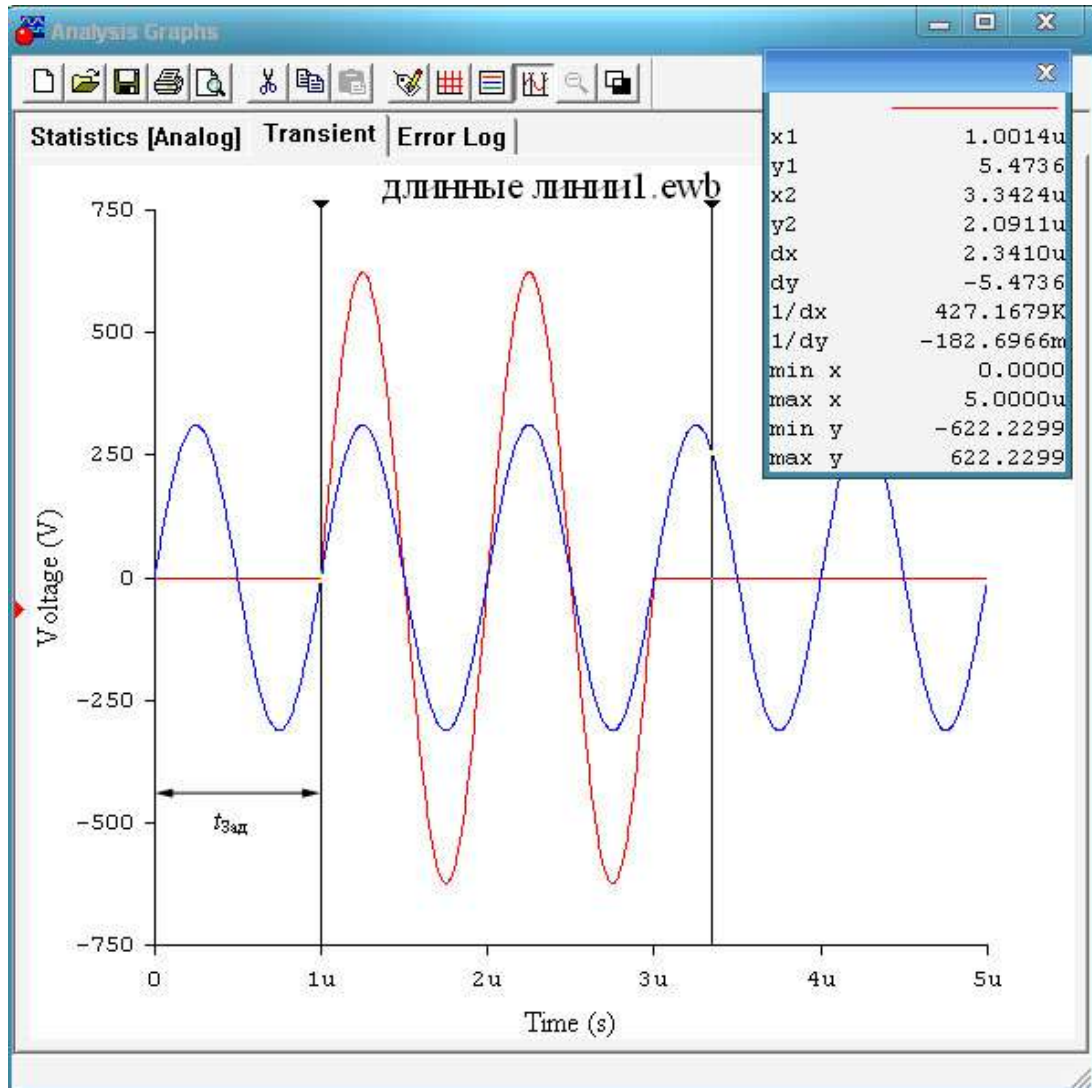 Analysis Graphs
Statistics [Analog] Transient Error Log
длинные линии1.ewb
x1 1.0014u
y1 5.4736
x2 3.3424u
y2 2.0911u
dx 2.3410u
dy -5.4736
1/dx 427.1679K
1/dy -182.6966m
min x 0.0000
max x 5.0000u
min y -622.2299
max y 622.2299
750
500
250
0
-250
-500
-750
Voltage (V)
tЗад
0 1u 2u 3u 4u 5u
Time (s)